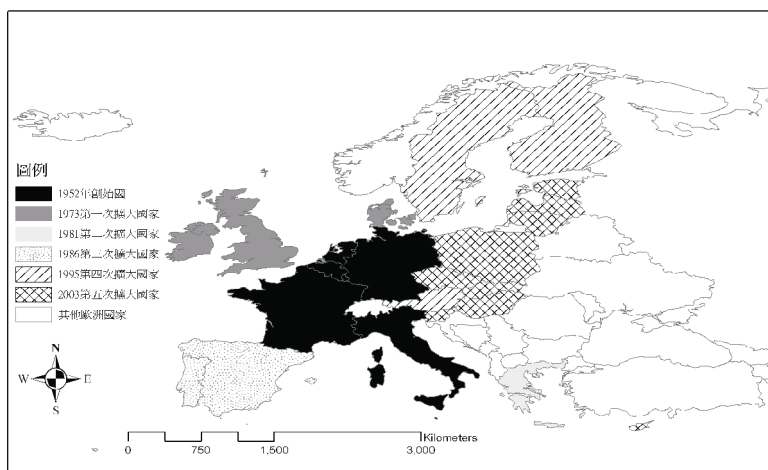 圖例
1952年創始國
1973第一次擴大國家
1981第二次擴大國家
1986第三次擴大國家
1995第四次擴大國家
2003第五次擴大國家
其他歐洲國家
N
W E
S
Kilometers
0 750 1,500 3,000